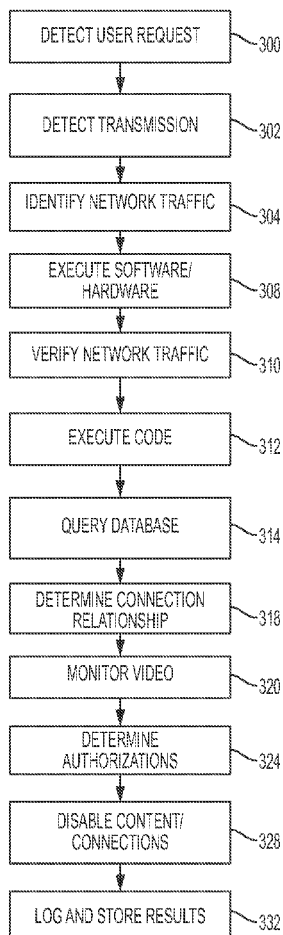 DETECT USER REQUEST
300
DETECT TRANSMISSION
302
IDENTIFY NETWORK TRAFFIC
304
EXECUTE SOFTWARE/
HARDWARE
308
VERIFY NETWORK TRAFFIC
310
EXECUTE CODE
312
QUERY DATABASE
314
DETERMINE CONNECTION
RELATIONSHIP
318
MONITOR VIDEO
320
DETERMINE
AUTHORIZATIONS
324
DISABLE CONTENT/
CONNECTIONS
328
LOG AND STORE RESULTS
332